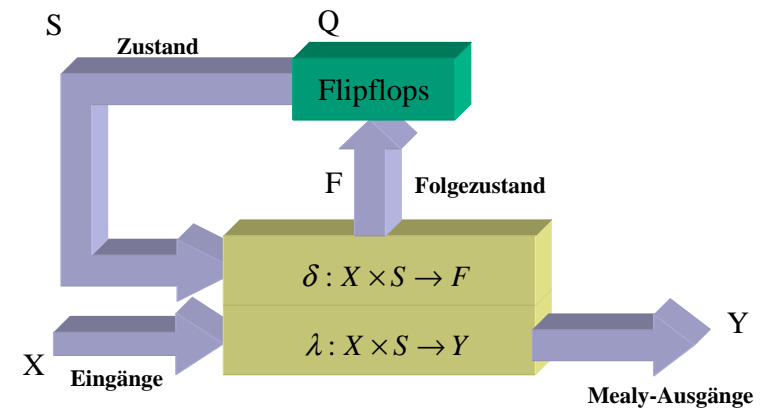 S
Q
Zustand
Flipflops
F
Folgezustand
δ : X × S → F
λ : X × S → Y
Y
X
Eingänge
Mealy-Ausgänge